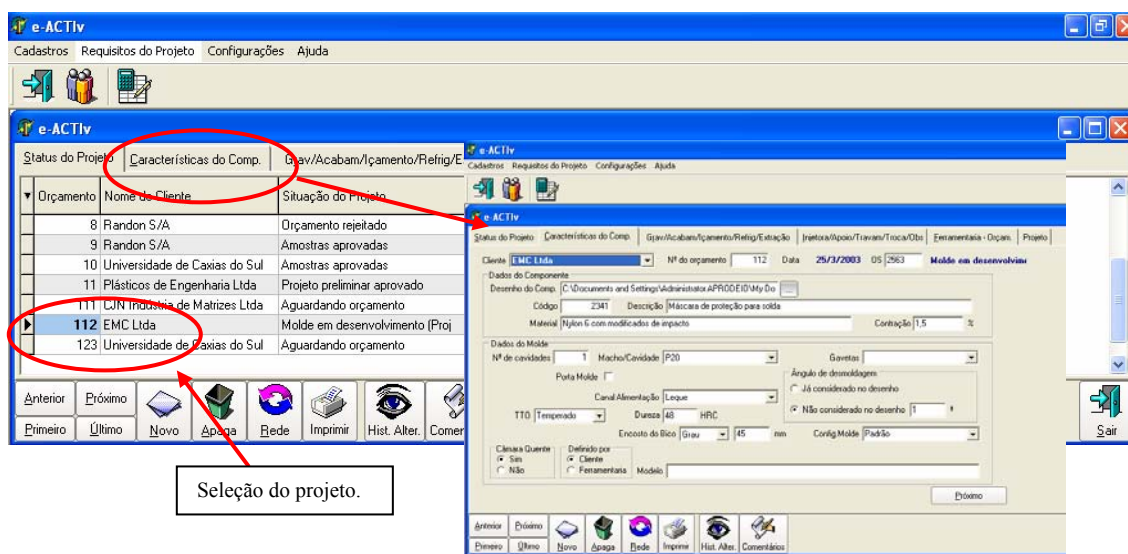 e-ACTIv
Cadastros Requisitos do Projeto Configurações Ajuda
e-ACTIv
Status do Projeto Características do Comp. Grav/Acabam/Içamento/Refrig/E
Orçamento Nome do Cliente Situação do Projeto
8 Randon S/A Orçamento rejeitado
9 Randon S/A Amostras aprovadas
10 Universidade de Caxias do Sul Amostras aprovadas
11 Plásticos de Engenharia Ltda Projeto preliminar aprovado
111 CJN Indústria de Matrizes Ltda Aguardando orçamento
112 EMC Ltda Molde em desenvolvimento (Proj
123 Universidade de Caxias do Sul Aguardando orçamento
Anterior Próximo
Primeiro Último Novo Apaga Rede Imprimir Hist. Alter. Comer
Sair
Seleção do projeto.
e-ACTIv
Cadastros Requisitos do Projeto Configurações Ajuda
e-ACTIv
Status do Projeto Características do Comp. Grav/Acabam/Içamento/Refrig/Extração Injetora/Apoio/Travam/Troca/Obs Ferramentaria - Orçam. Projeto
Cliente EMC Ltda Nº do orçamento 112 Data 25/3/2003 OS 2563 Molde em desenvolvime
Dados do Componente
Desenho do Comp. C:\Documents and Settings\Administrator.APRODEID\My Do ...
Código 2341 Descrição Máscara de proteção para solda
Material Nylon 6 com modificados de impacto Contração 1,5 %
Dados do Molde
Nº de cavidades 1 Macho/Cavidade P20 Gavetas
Porta Molde Ângulo de desmoldagem
Já considerado no desenho
Canal Alimentação Leque
Não considerado no desenho 1 º
TTO Temperado Dureza 48 HRC
Encosto do Bico Grau 45 mm Config.Molde Padrão
Câmara Quente Definido por
Sim Cliente
Não Ferramentaria Modelo
Próximo
Anterior Próximo
Primeiro Último Novo Apaga Rede Imprimir Hist. Alter. Comentários